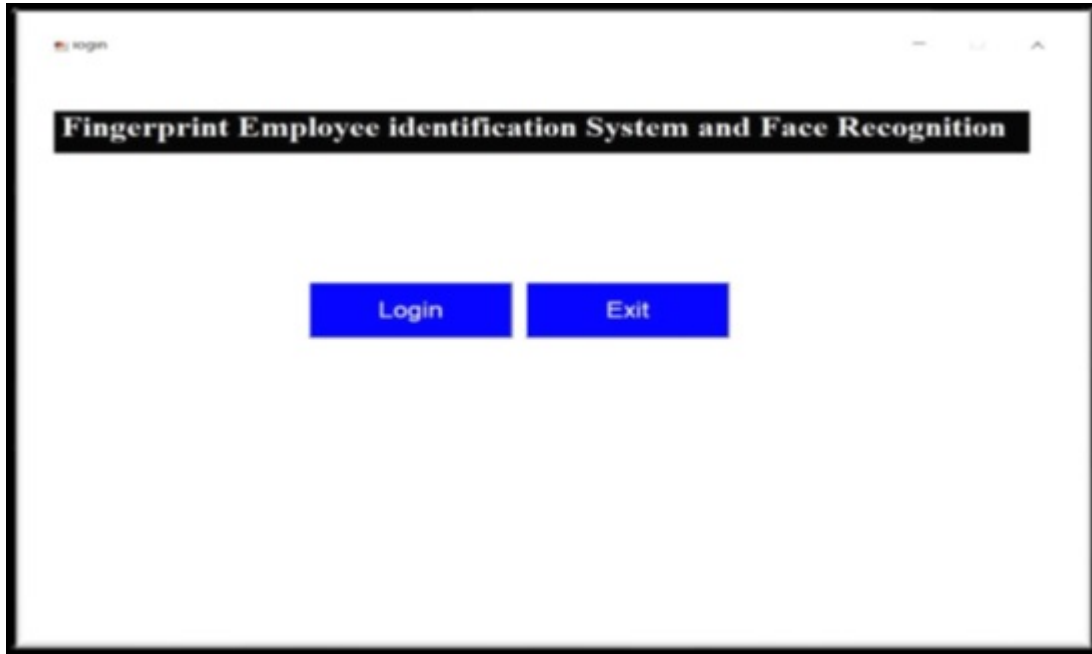 login
Fingerprint Employee identification System and Face Recognition
Login Exit